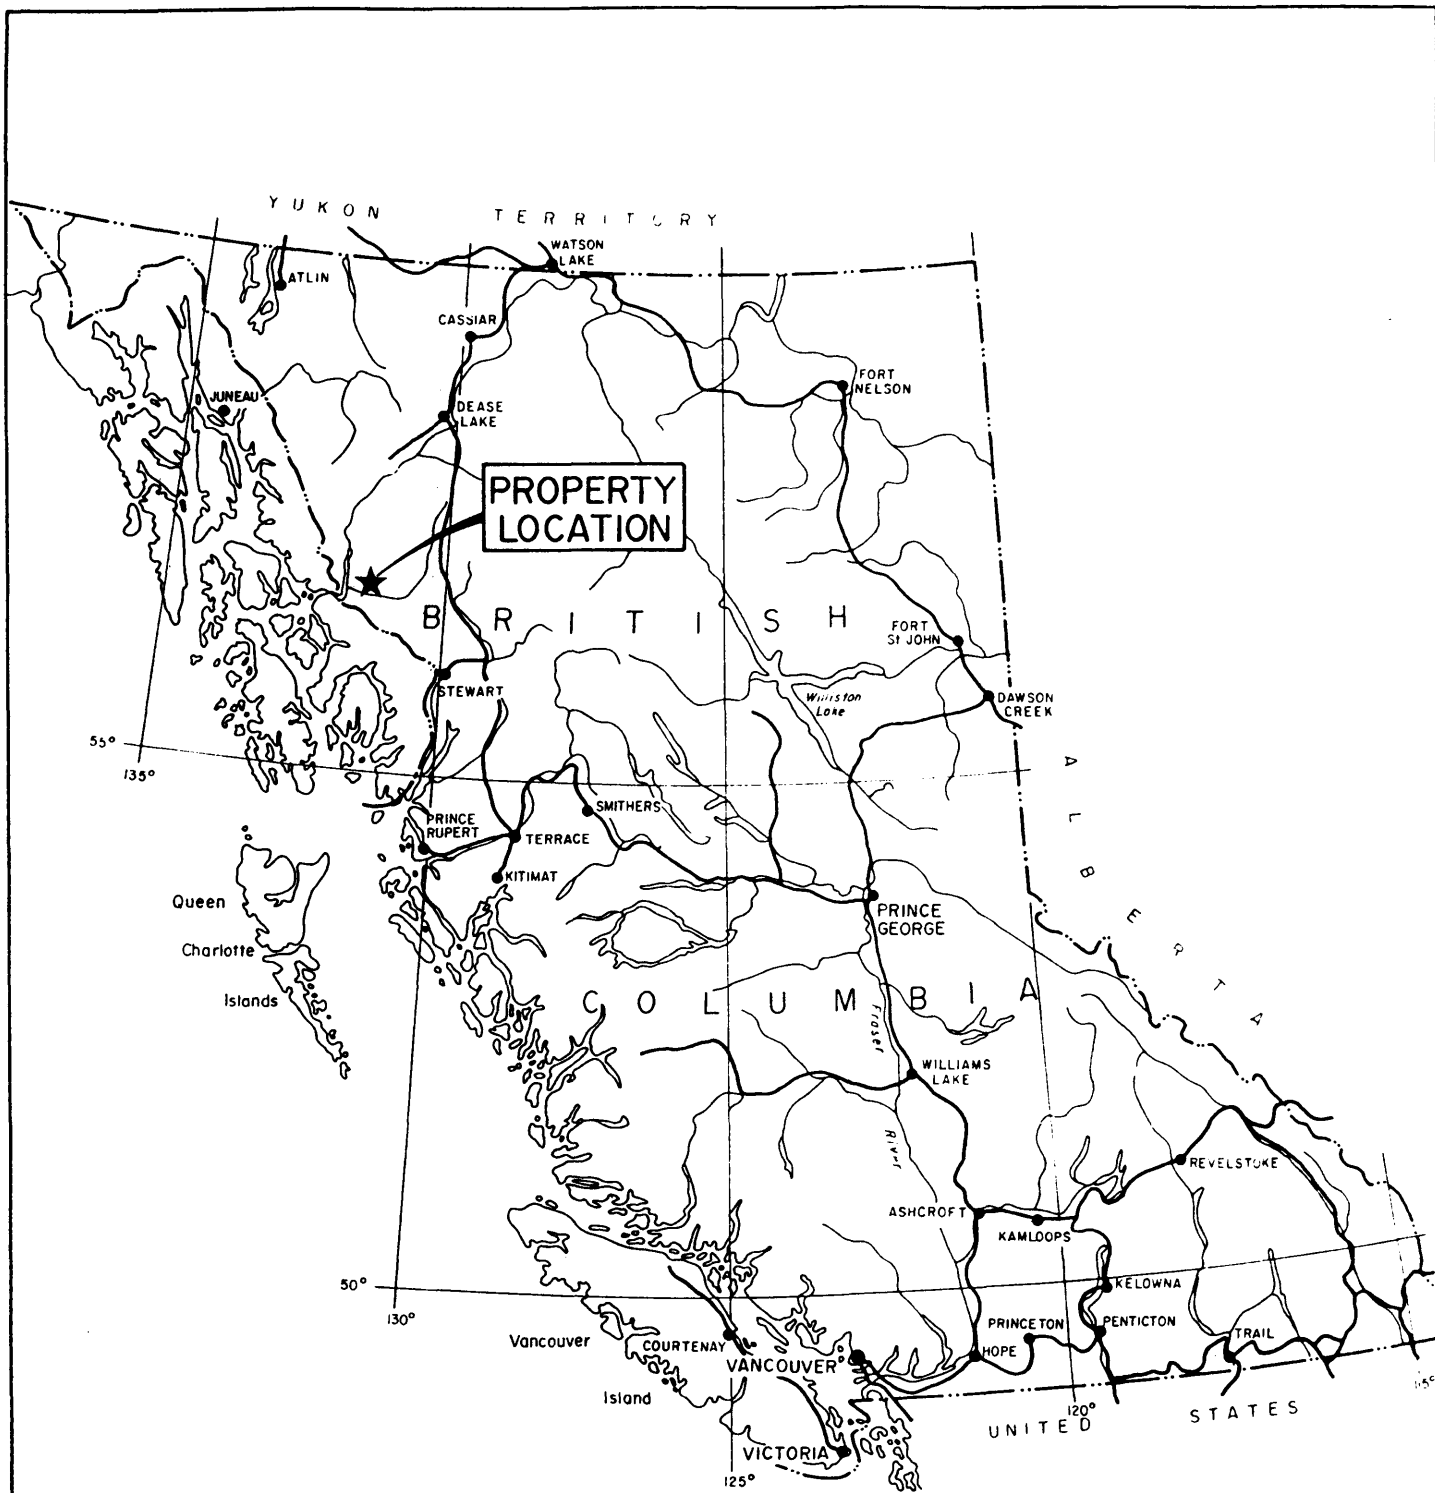 YUKON TERRITORY
WATSON
LAKE
ATLIN
CASSIAR
FORT
NELSON
JUNEAU
DEASE
LAKE
PROPERTY
LOCATION
BRITISH
FORT
St JOHN
STEWART
Williston
Lake
DAWSON
CREEK
55°
135°
ALBERTA
SMITHERS
PRINCE
RUPERT
TERRACE
KITIMAT
Queen
Charlotte
Islands
PRINCE
GEORGE
COLUMBIA
Fraser
River
WILLIAMS
LAKE
REVELSTOKE
ASHCROFT
KAMLOOPS
50°
130°
KELOWNA
PRINCETON
PENTICTON
TRAIL
Vancouver
Island
COURTENAY
VANCOUVER
HOPE
120°
115°
UNITED STATES
VICTORIA
125°